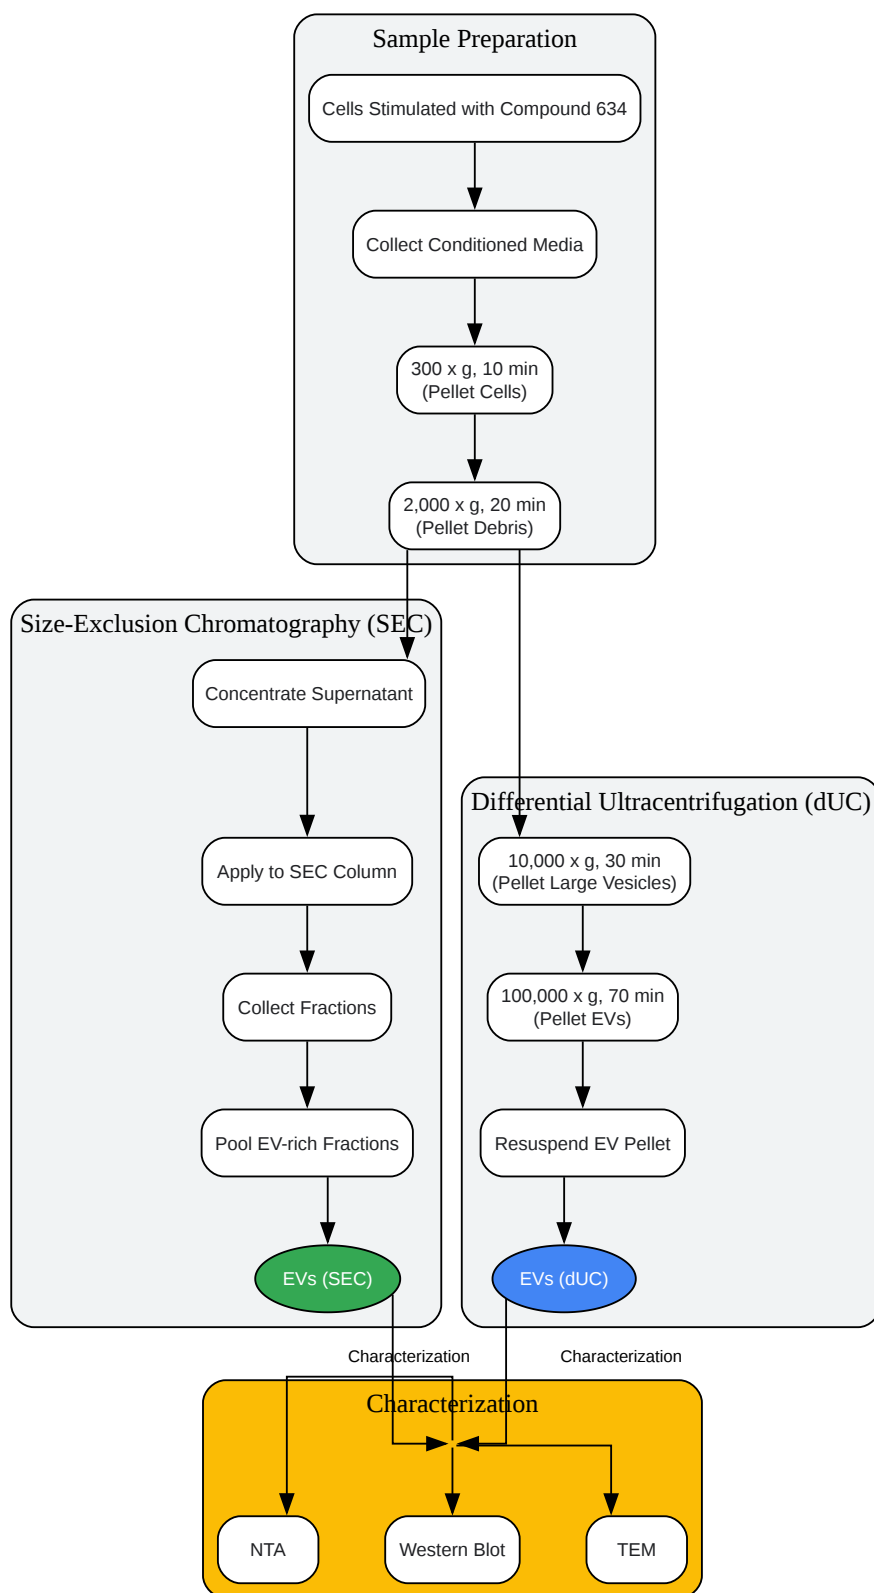 Sample Preparation
Cells Stimulated with Compound 634
Collect Conditioned Media
300 x g, 10 min
(Pellet Cells)
2,000 x g, 20 min
(Pellet Debris)
Size-Exclusion Chromatography (SEC)
Concentrate Supernatant
Apply to SEC Column
Collect Fractions
Pool EV-rich Fractions
EVs (SEC)
Differential Ultracentrifugation (dUC)
10,000 x g, 30 min
(Pellet Large Vesicles)
100,000 x g, 70 min
(Pellet EVs)
Resuspend EV Pellet
EVs (dUC)
Characterization
Characterization
Characterization
NTA
Western Blot
TEM